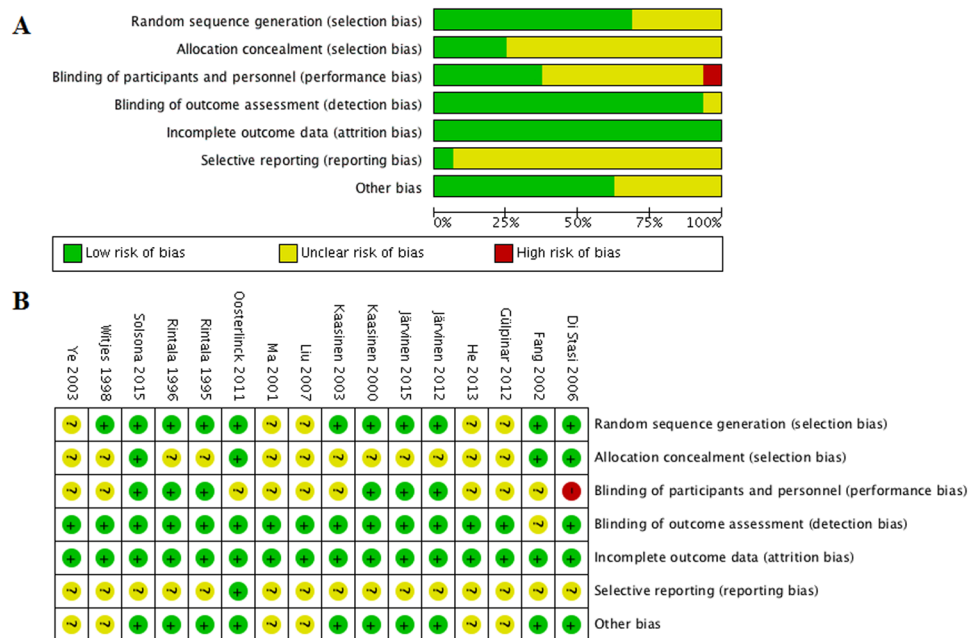 A
Random sequence generation (selection bias)
Allocation concealment (selection bias)
Blinding of participants and personnel (performance bias)
Blinding of outcome assessment (detection bias)
Incomplete outcome data (attrition bias)
Selective reporting (reporting bias)
Other bias
0% 25% 50% 75% 100%
Low risk of bias Unclear risk of bias High risk of bias
B
Ye 2003
Witjes 1998
Solsona 2015
Rintala 1996
Rintala 1995
Oosterlinck 2011
Ma 2001
Liu 2007
Kaasinen 2003
Kaasinen 2000
Järvinen 2015
Järvinen 2012
He 2013
Gülpinar 2012
Fang 2002
Di Stasi 2006
? + + + + + ? ? + + + + ? ? + + Random sequence generation (selection bias)
? ? + ? ? + ? ? ? ? ? ? ? ? + + Allocation concealment (selection bias)
? ? + + + ? ? ? ? + + + ? ? ? Blinding of participants and personnel (performance bias)
+ + + + + + + + + + + + + + ? + Blinding of outcome assessment (detection bias)
+ + + + + + + + + + + + + + + + Incomplete outcome data (attrition bias)
? ? ? ? ? + ? ? ? ? ? ? ? ? ? ? Selective reporting (reporting bias)
? ? + + + + ? ? + + + + ? ? + + Other bias